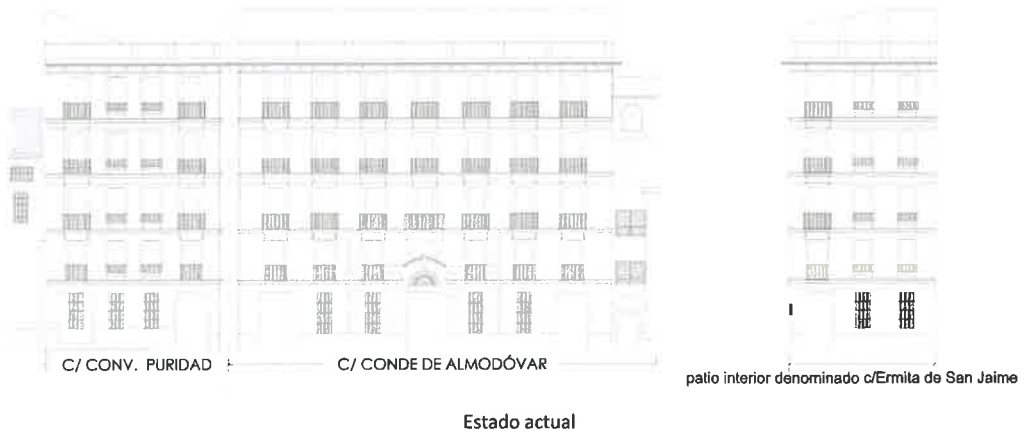 C/ CONV. PURIDAD
C/ CONDE DE ALMODÓVAR
patio interior denominado c/Ermita de San Jaime
Estado actual